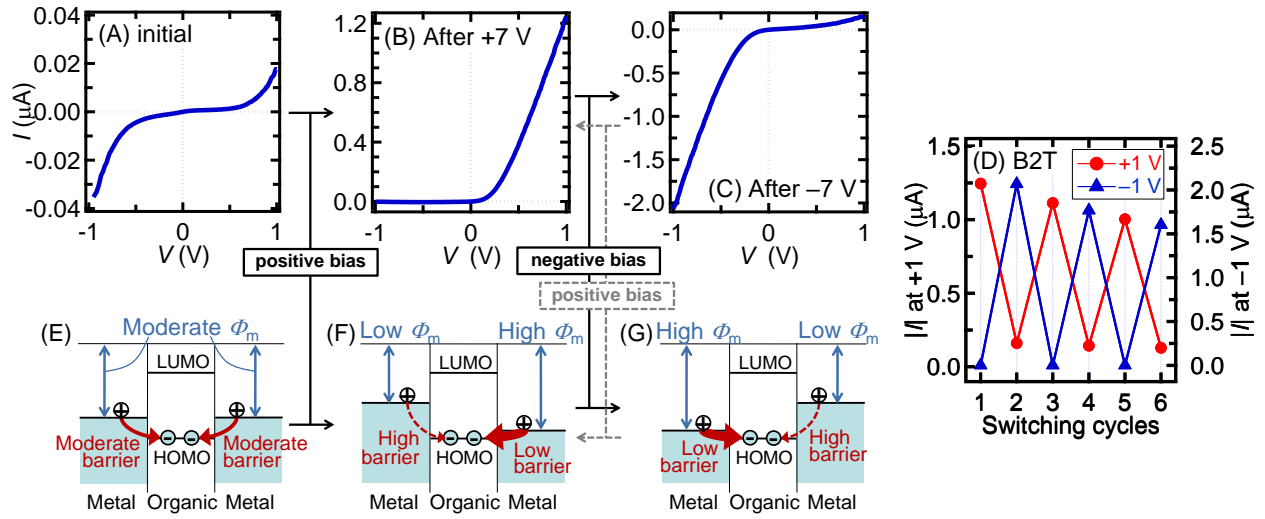 (A) initial
0.04
0.02
0.00
-0.02
-0.04
I (μA)
-1
0
1
V (V)
(B) After +7 V
1.2
0.8
0.4
0.0
-1
0
1
V (V)
(C) After –7 V
0.0
-0.5
-1.0
-1.5
-2.0
-1
0
1
V (V)
positive bias
negative bias
positive bias
(D) B2T
+1 V
–1 V
1.5
1.0
0.5
0.0
|I| at +1 V (μA)
2.5
2.0
1.5
1.0
0.5
0.0
|I| at –1 V (μA)
1 2 3 4 5 6
Switching cycles
(E)
Moderate Φm
LUMO
Moderate
barrier
HOMO
Moderate
barrier
Metal Organic Metal
(F)
Low Φm
High Φm
LUMO
High
barrier
HOMO
Low
barrier
Metal Organic Metal
(G)
High Φm
Low Φm
LUMO
Low
barrier
HOMO
High
barrier
Metal Organic Metal